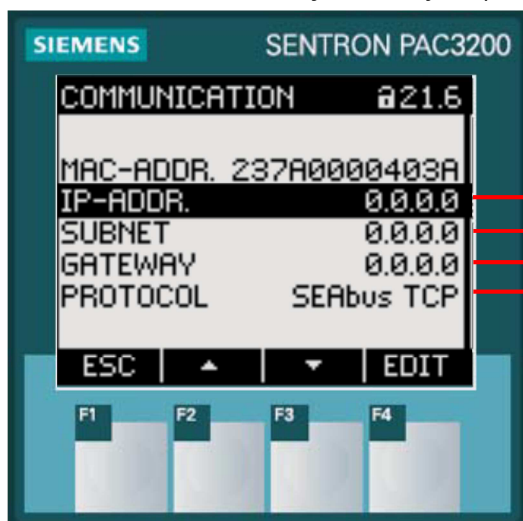 SIEMENS SENTRON PAC3200
COMMUNICATION 21.6
MAC-ADDR. 237A0000403A
IP-ADDR. 0.0.0.0
SUBNET 0.0.0.0
GATEWAY 0.0.0.0
PROTOCOL SEAbus TCP
ESC EDIT
F1 F2 F3 F4